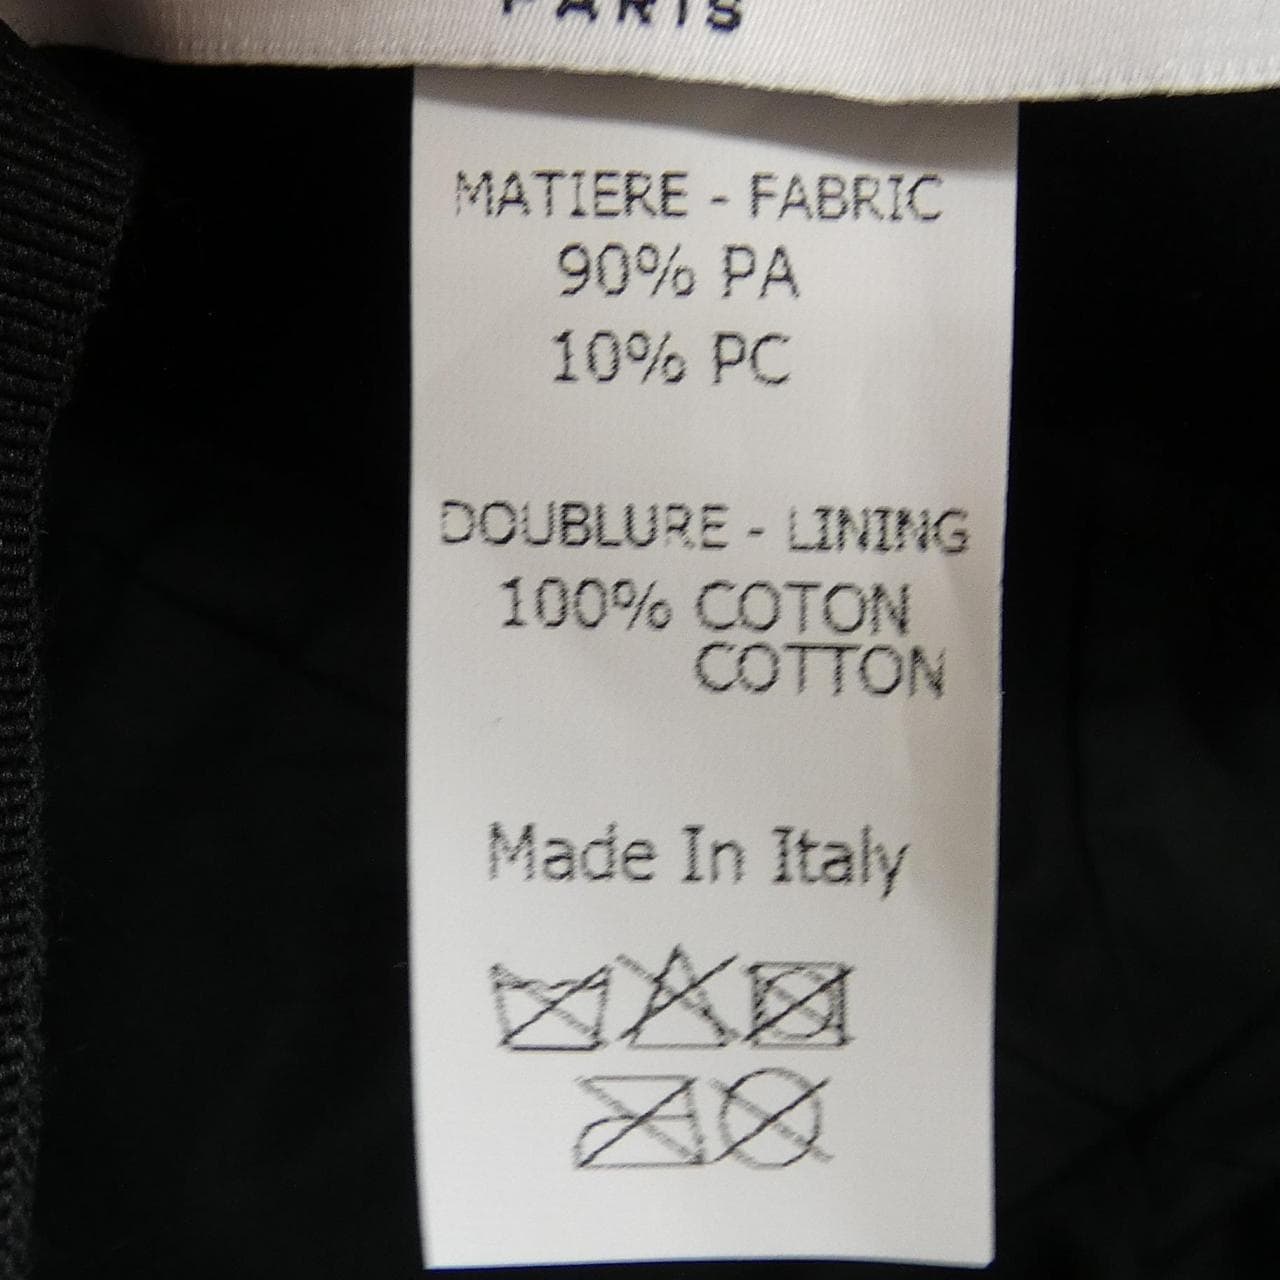 PARIS
MATIERE - FABRIC
90% PA
10% PC
DOUBLURE - LINING
100% COTON
COTTON
Made In Italy